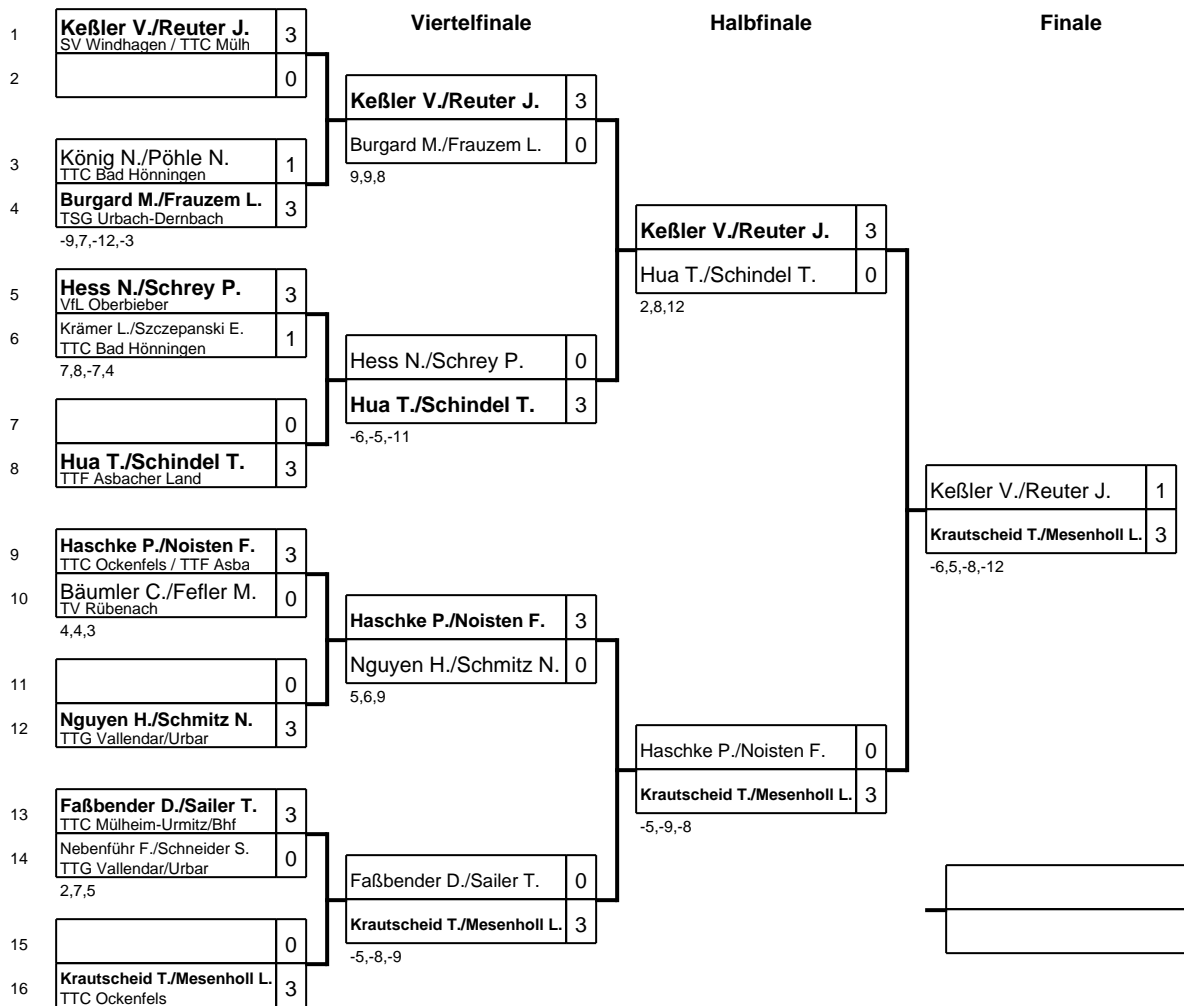 Viertelfinale
Halbfinale
Finale
1
Keßler V./Reuter J.
3
SV Windhagen / TTC Mülh
2
0
3
König N./Pöhle N.
1
TTC Bad Hönningen
4
Burgard M./Frauzem L.
3
TSG Urbach-Dernbach
-9,7,-12,-3
5
Hess N./Schrey P.
3
VfL Oberbieber
6
Krämer L./Szczepanski E.
1
TTC Bad Hönningen
7,8,-7,4
7
0
8
Hua T./Schindel T.
3
TTF Asbacher Land
9
Haschke P./Noisten F.
3
TTC Ockenfels / TTF Asba
10
Bäumler C./Fefler M.
0
TV Rübenach
4,4,3
11
0
12
Nguyen H./Schmitz N.
3
TTG Vallendar/Urbar
13
Faßbender D./Sailer T.
3
TTC Mülheim-Urmitz/Bhf
14
Nebenführ F./Schneider S.
0
TTG Vallendar/Urbar
2,7,5
15
0
16
Krautscheid T./Mesenholl L.
3
TTC Ockenfels
Keßler V./Reuter J.
3
Burgard M./Frauzem L.
0
9,9,8
Hess N./Schrey P.
0
Hua T./Schindel T.
3
-6,-5,-11
Haschke P./Noisten F.
3
Nguyen H./Schmitz N.
0
5,6,9
Faßbender D./Sailer T.
0
Krautscheid T./Mesenholl L.
3
-5,-8,-9
Keßler V./Reuter J.
3
Hua T./Schindel T.
0
2,8,12
Haschke P./Noisten F.
0
Krautscheid T./Mesenholl L.
3
-5,-9,-8
Keßler V./Reuter J.
1
Krautscheid T./Mesenholl L.
3
-6,5,-8,-12